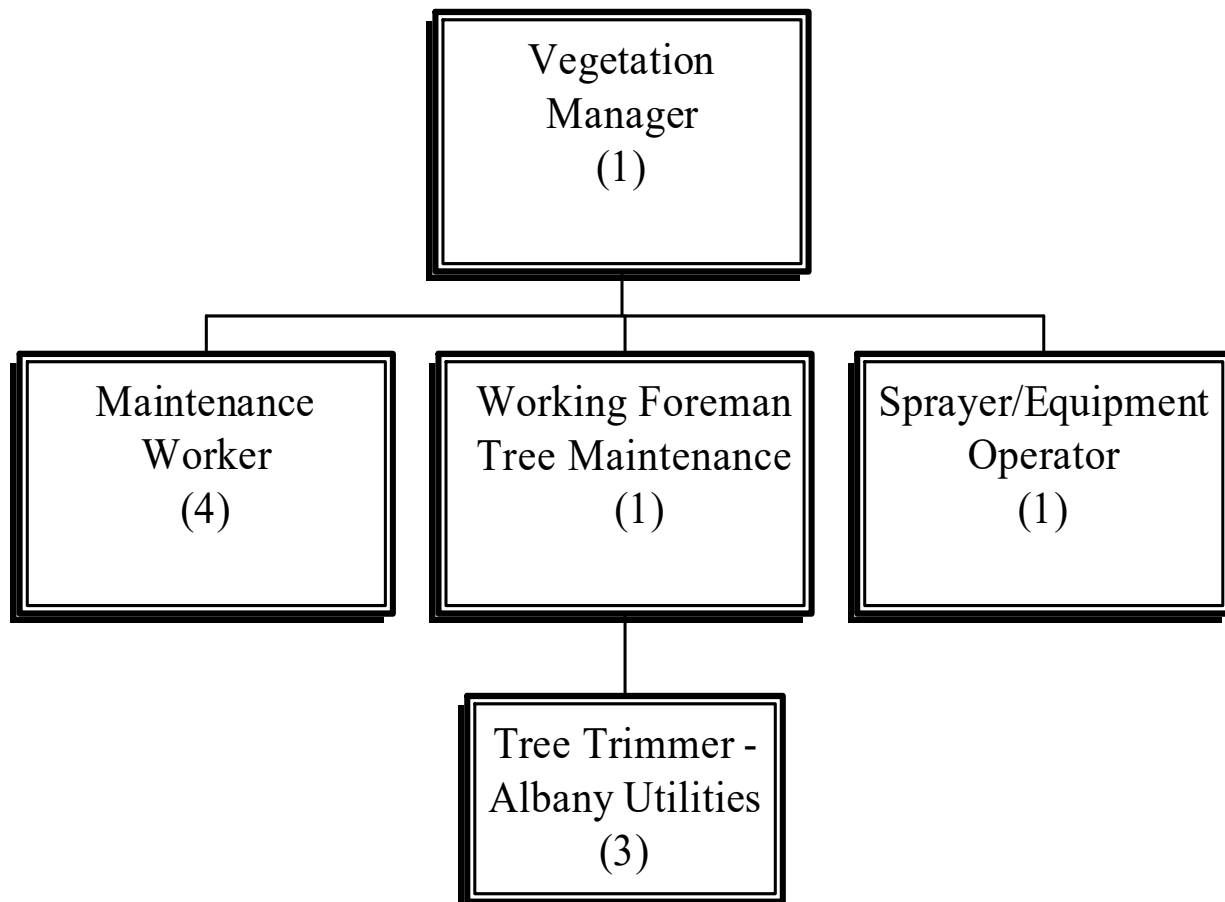 Vegetation
Manager
(1)
Maintenance
Worker
(4)
Working Foreman
Tree Maintenance
(1)
Sprayer/Equipment
Operator
(1)
Tree Trimmer -
Albany Utilities
(3)